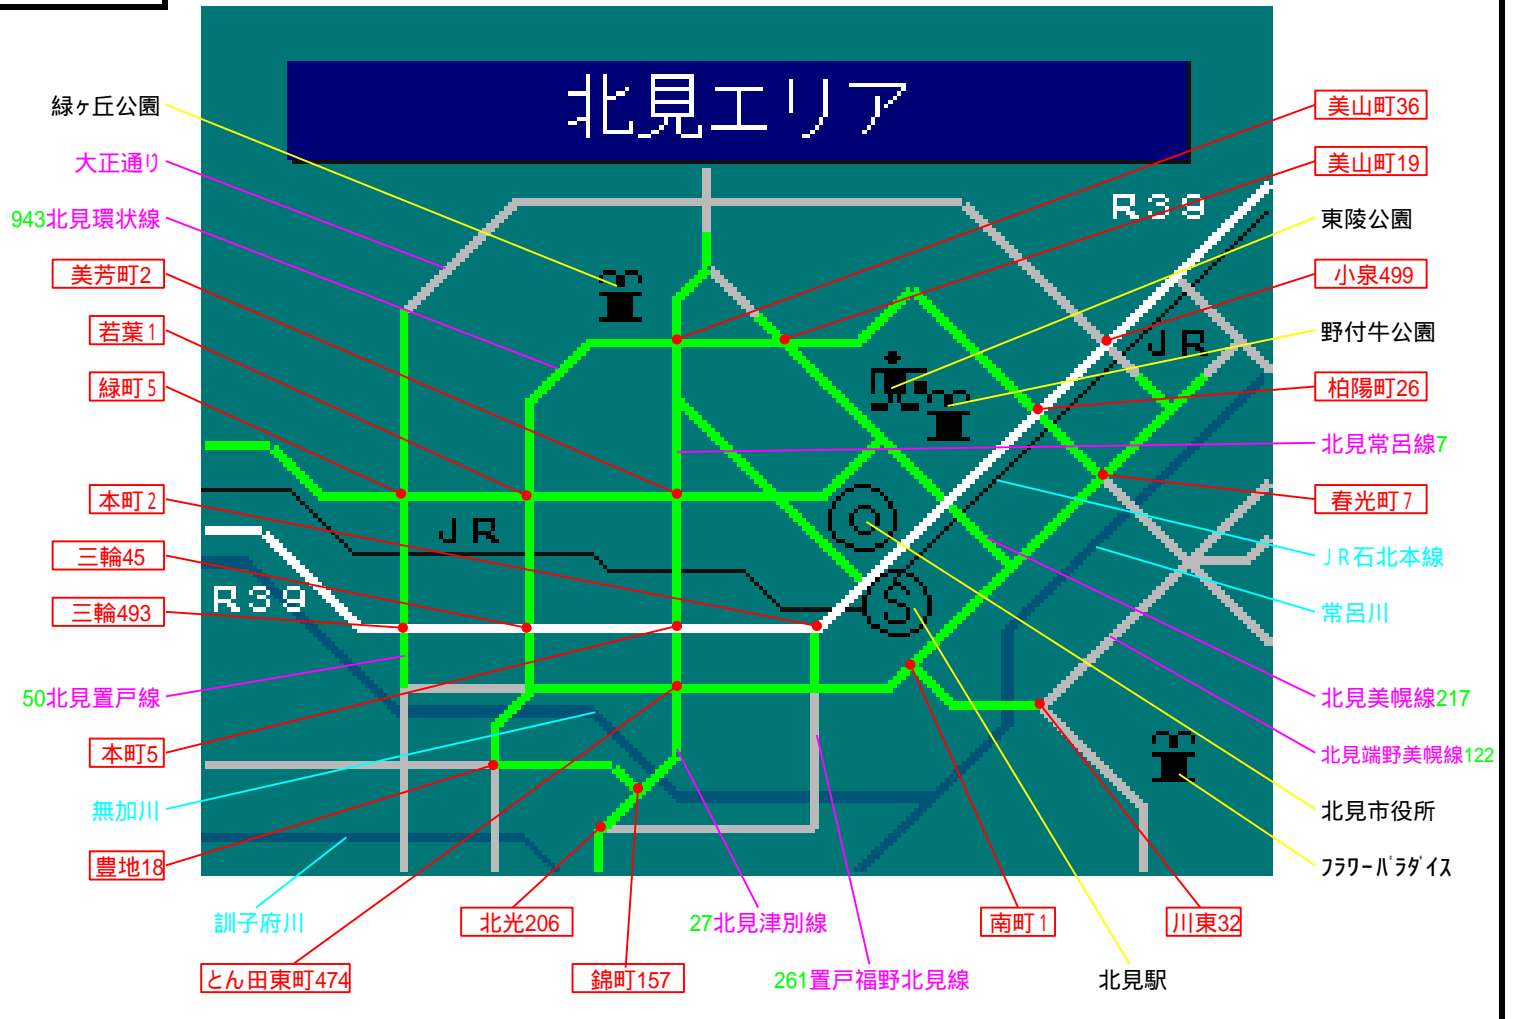 北見エリア
緑ヶ丘公園
大正通り
943北見環状線
美芳町2
若葉1
緑町5
本町2
三輪45
三輪493
50北見置戸線
本町5
無加川
豊地18
訓子府川
とん田東町474
北光206
錦町157
27北見津別線
261置戸福野北見線
南町1
北見駅
川東32
美山町36
美山町19
東陵公園
小泉499
野付牛公園
柏陽町26
北見常呂線7
春光町7
JR石北本線
常呂川
北見美幌線217
北見端野美幌線122
北見市役所
フラワーパラダイス
R39
JR
JR
R39
S